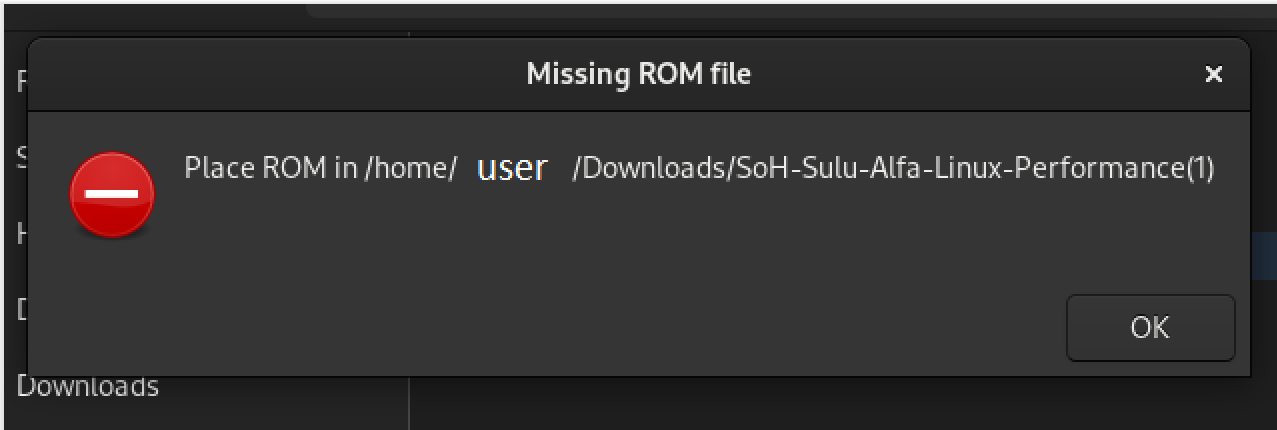 Missing ROM file
Place ROM in /home/ user /Downloads/SoH-Sulu-Alfa-Linux-Performance(1)
OK
Downloads